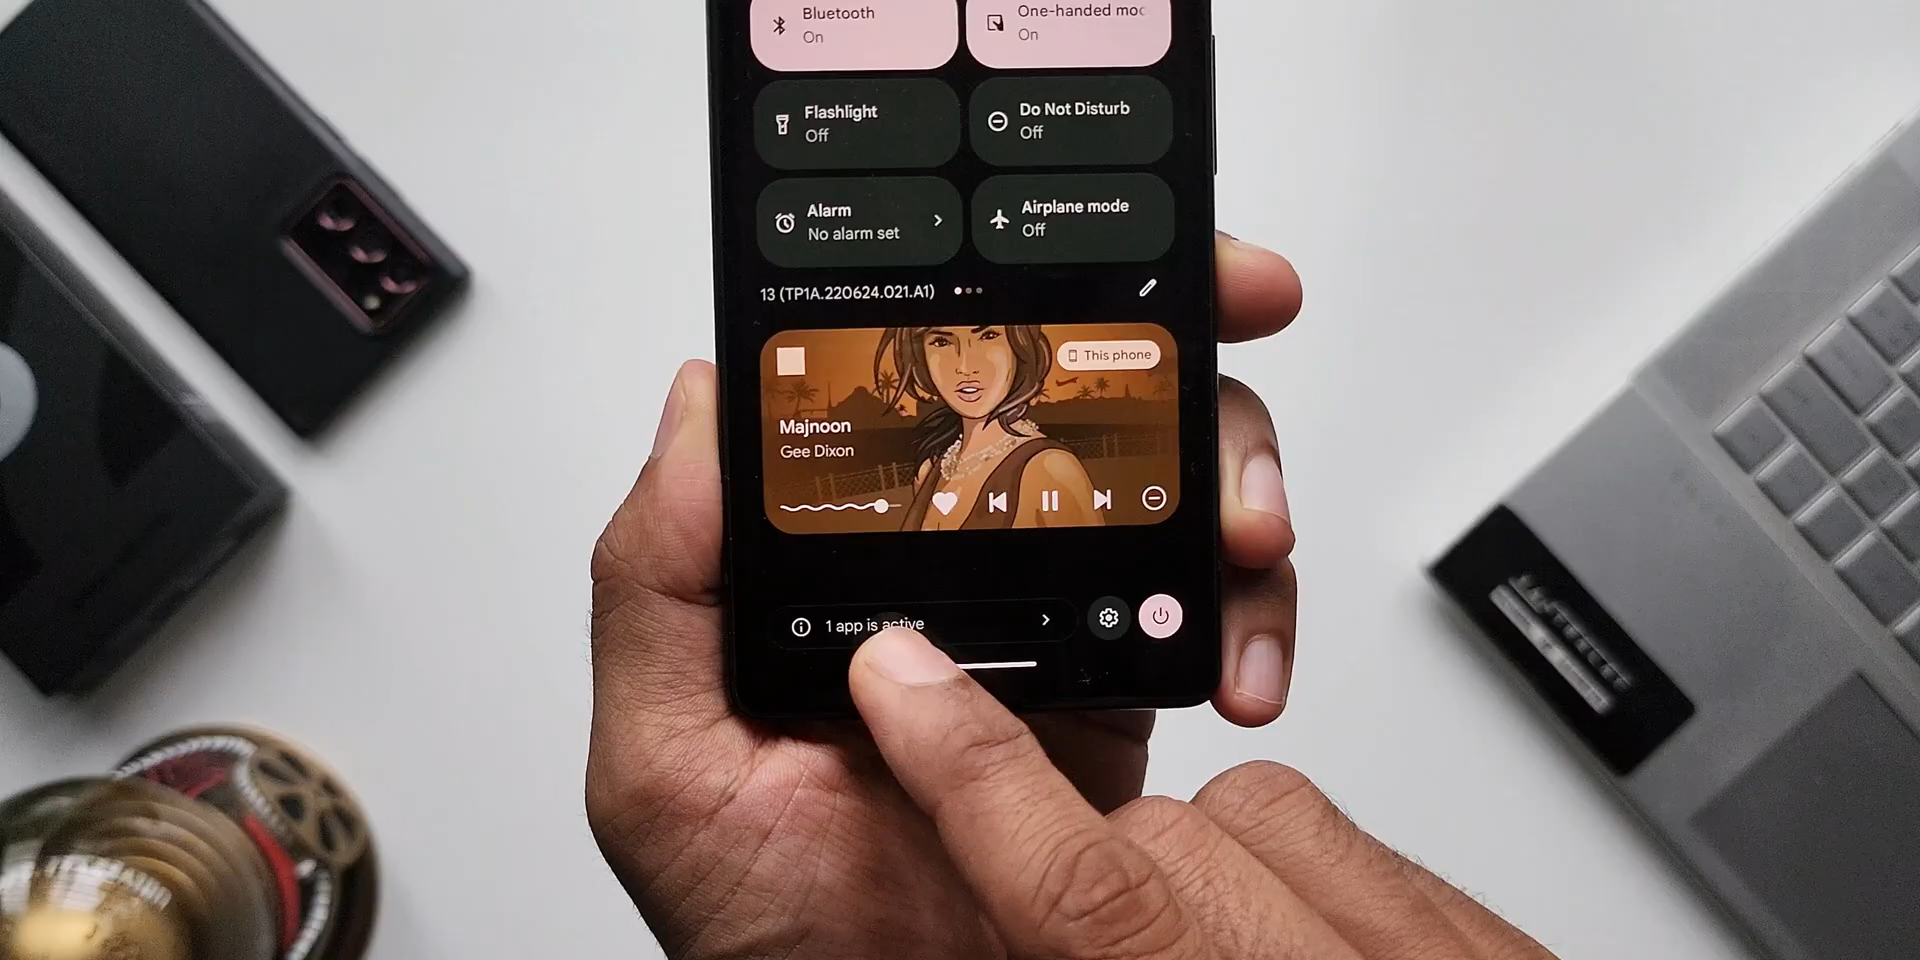 Bluetooth
On
One-handed moc
On
Flashlight
Off
Do Not Disturb
Off
Alarm
No alarm set
Airplane mode
Off
13 (TP1A.220624.021.A1)
This phone
Majnoon
Gee Dixon
1 app is active